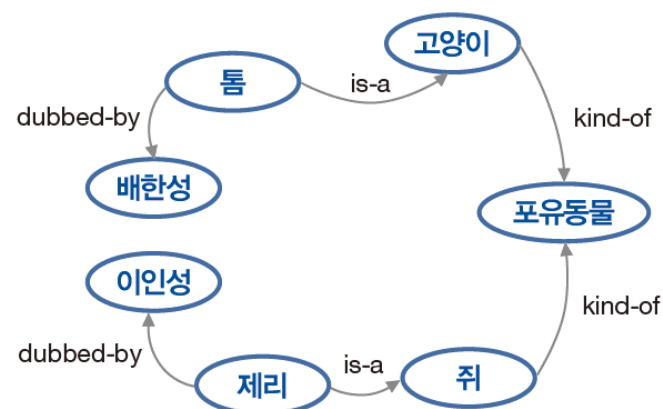 고양이
톰
is-a
dubbed-by
kind-of
배한성
포유동물
이인성
kind-of
dubbed-by
is-a
제리
쥐